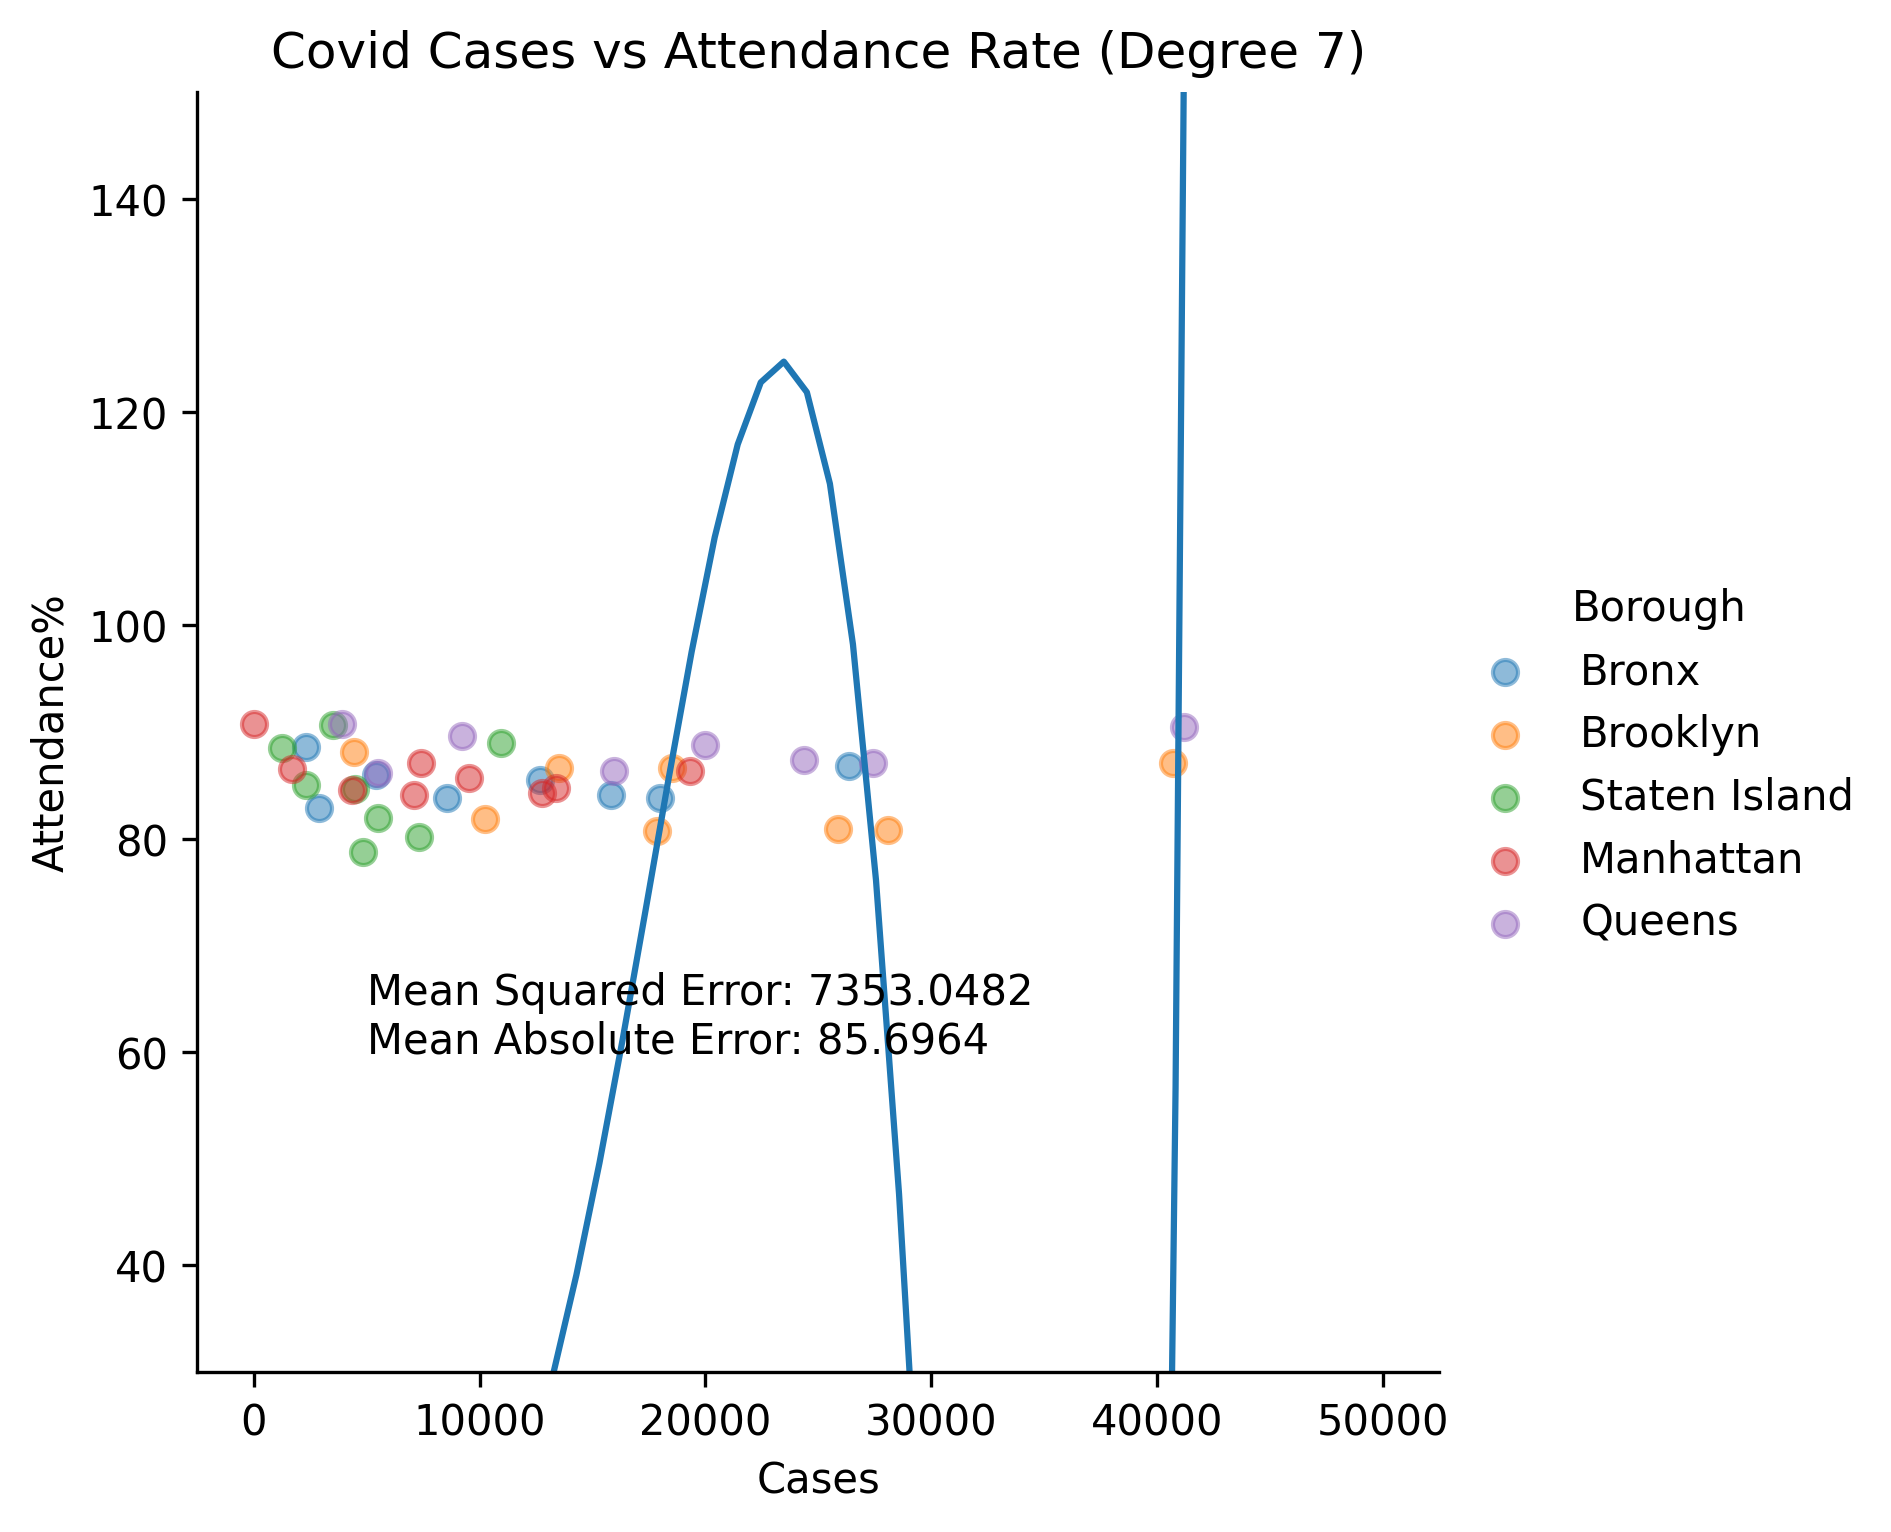 Covid Cases vs Attendance Rate (Degree 7)
Attendance%
140
120
100
80
60
40
Mean Squared Error: 7353.0482
Mean Absolute Error: 85.6964
0 10000 20000 30000 40000 50000
Cases
Borough
Bronx
Brooklyn
Staten Island
Manhattan
Queens